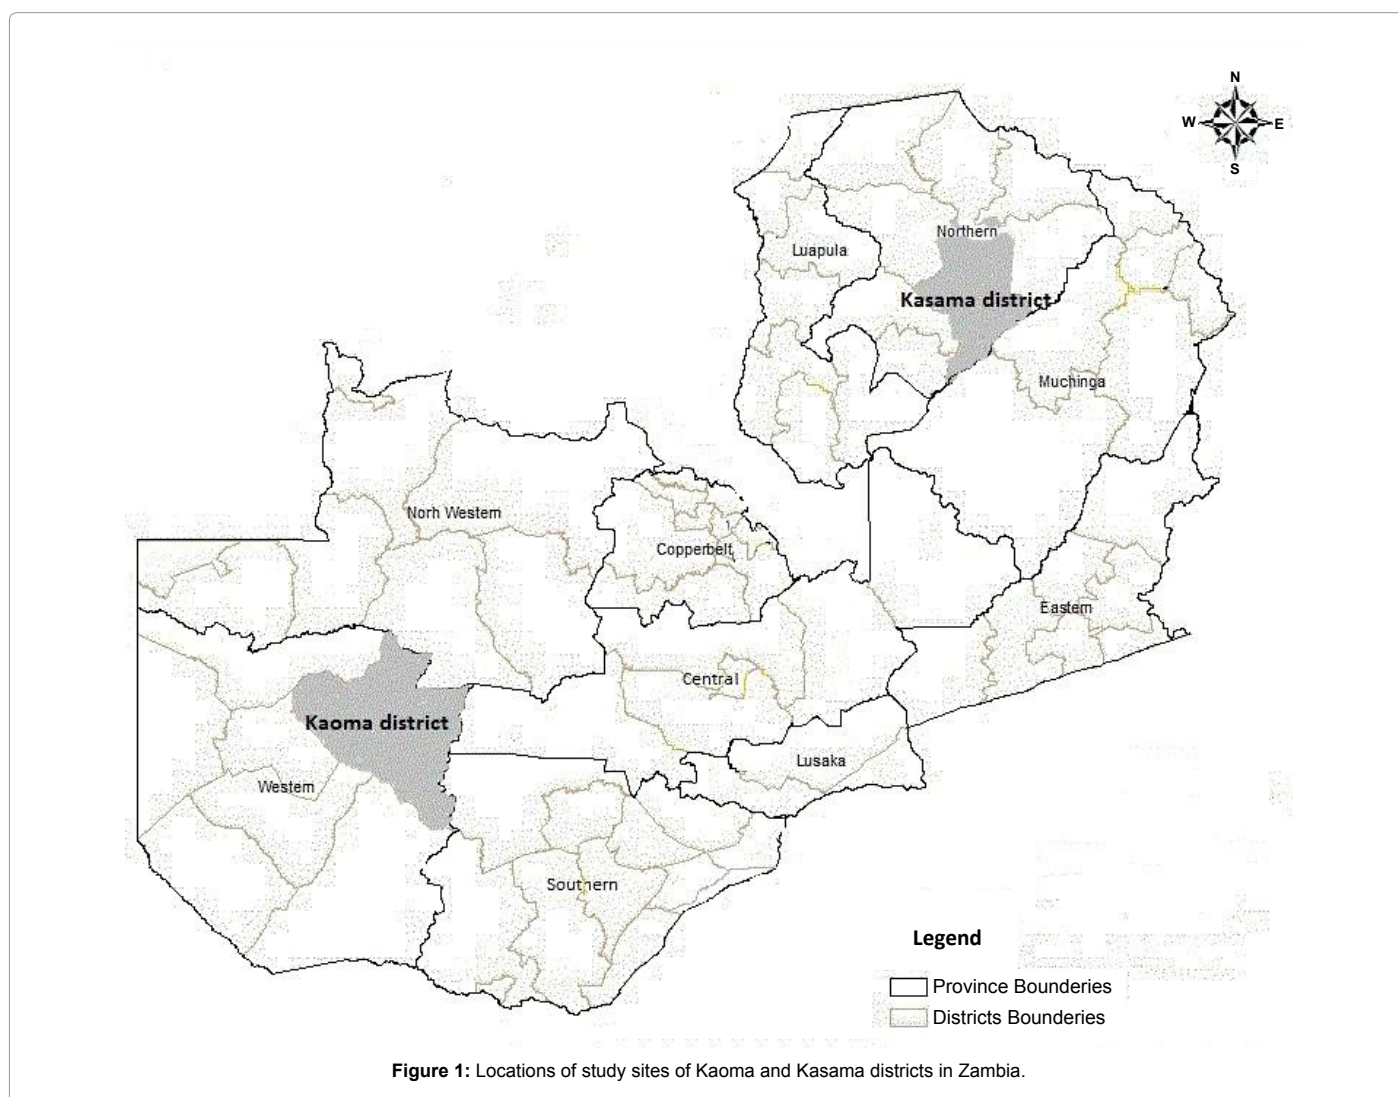 N
W E
S
Northern
Luapula
Kasama district
Muchinga
Norh Western
Copperbelt
Eastern
Central
Kaoma district
Lusaka
Western
Southern
Legend
Province Bounderies
Districts Bounderies
Figure 1: Locations of study sites of Kaoma and Kasama districts in Zambia.